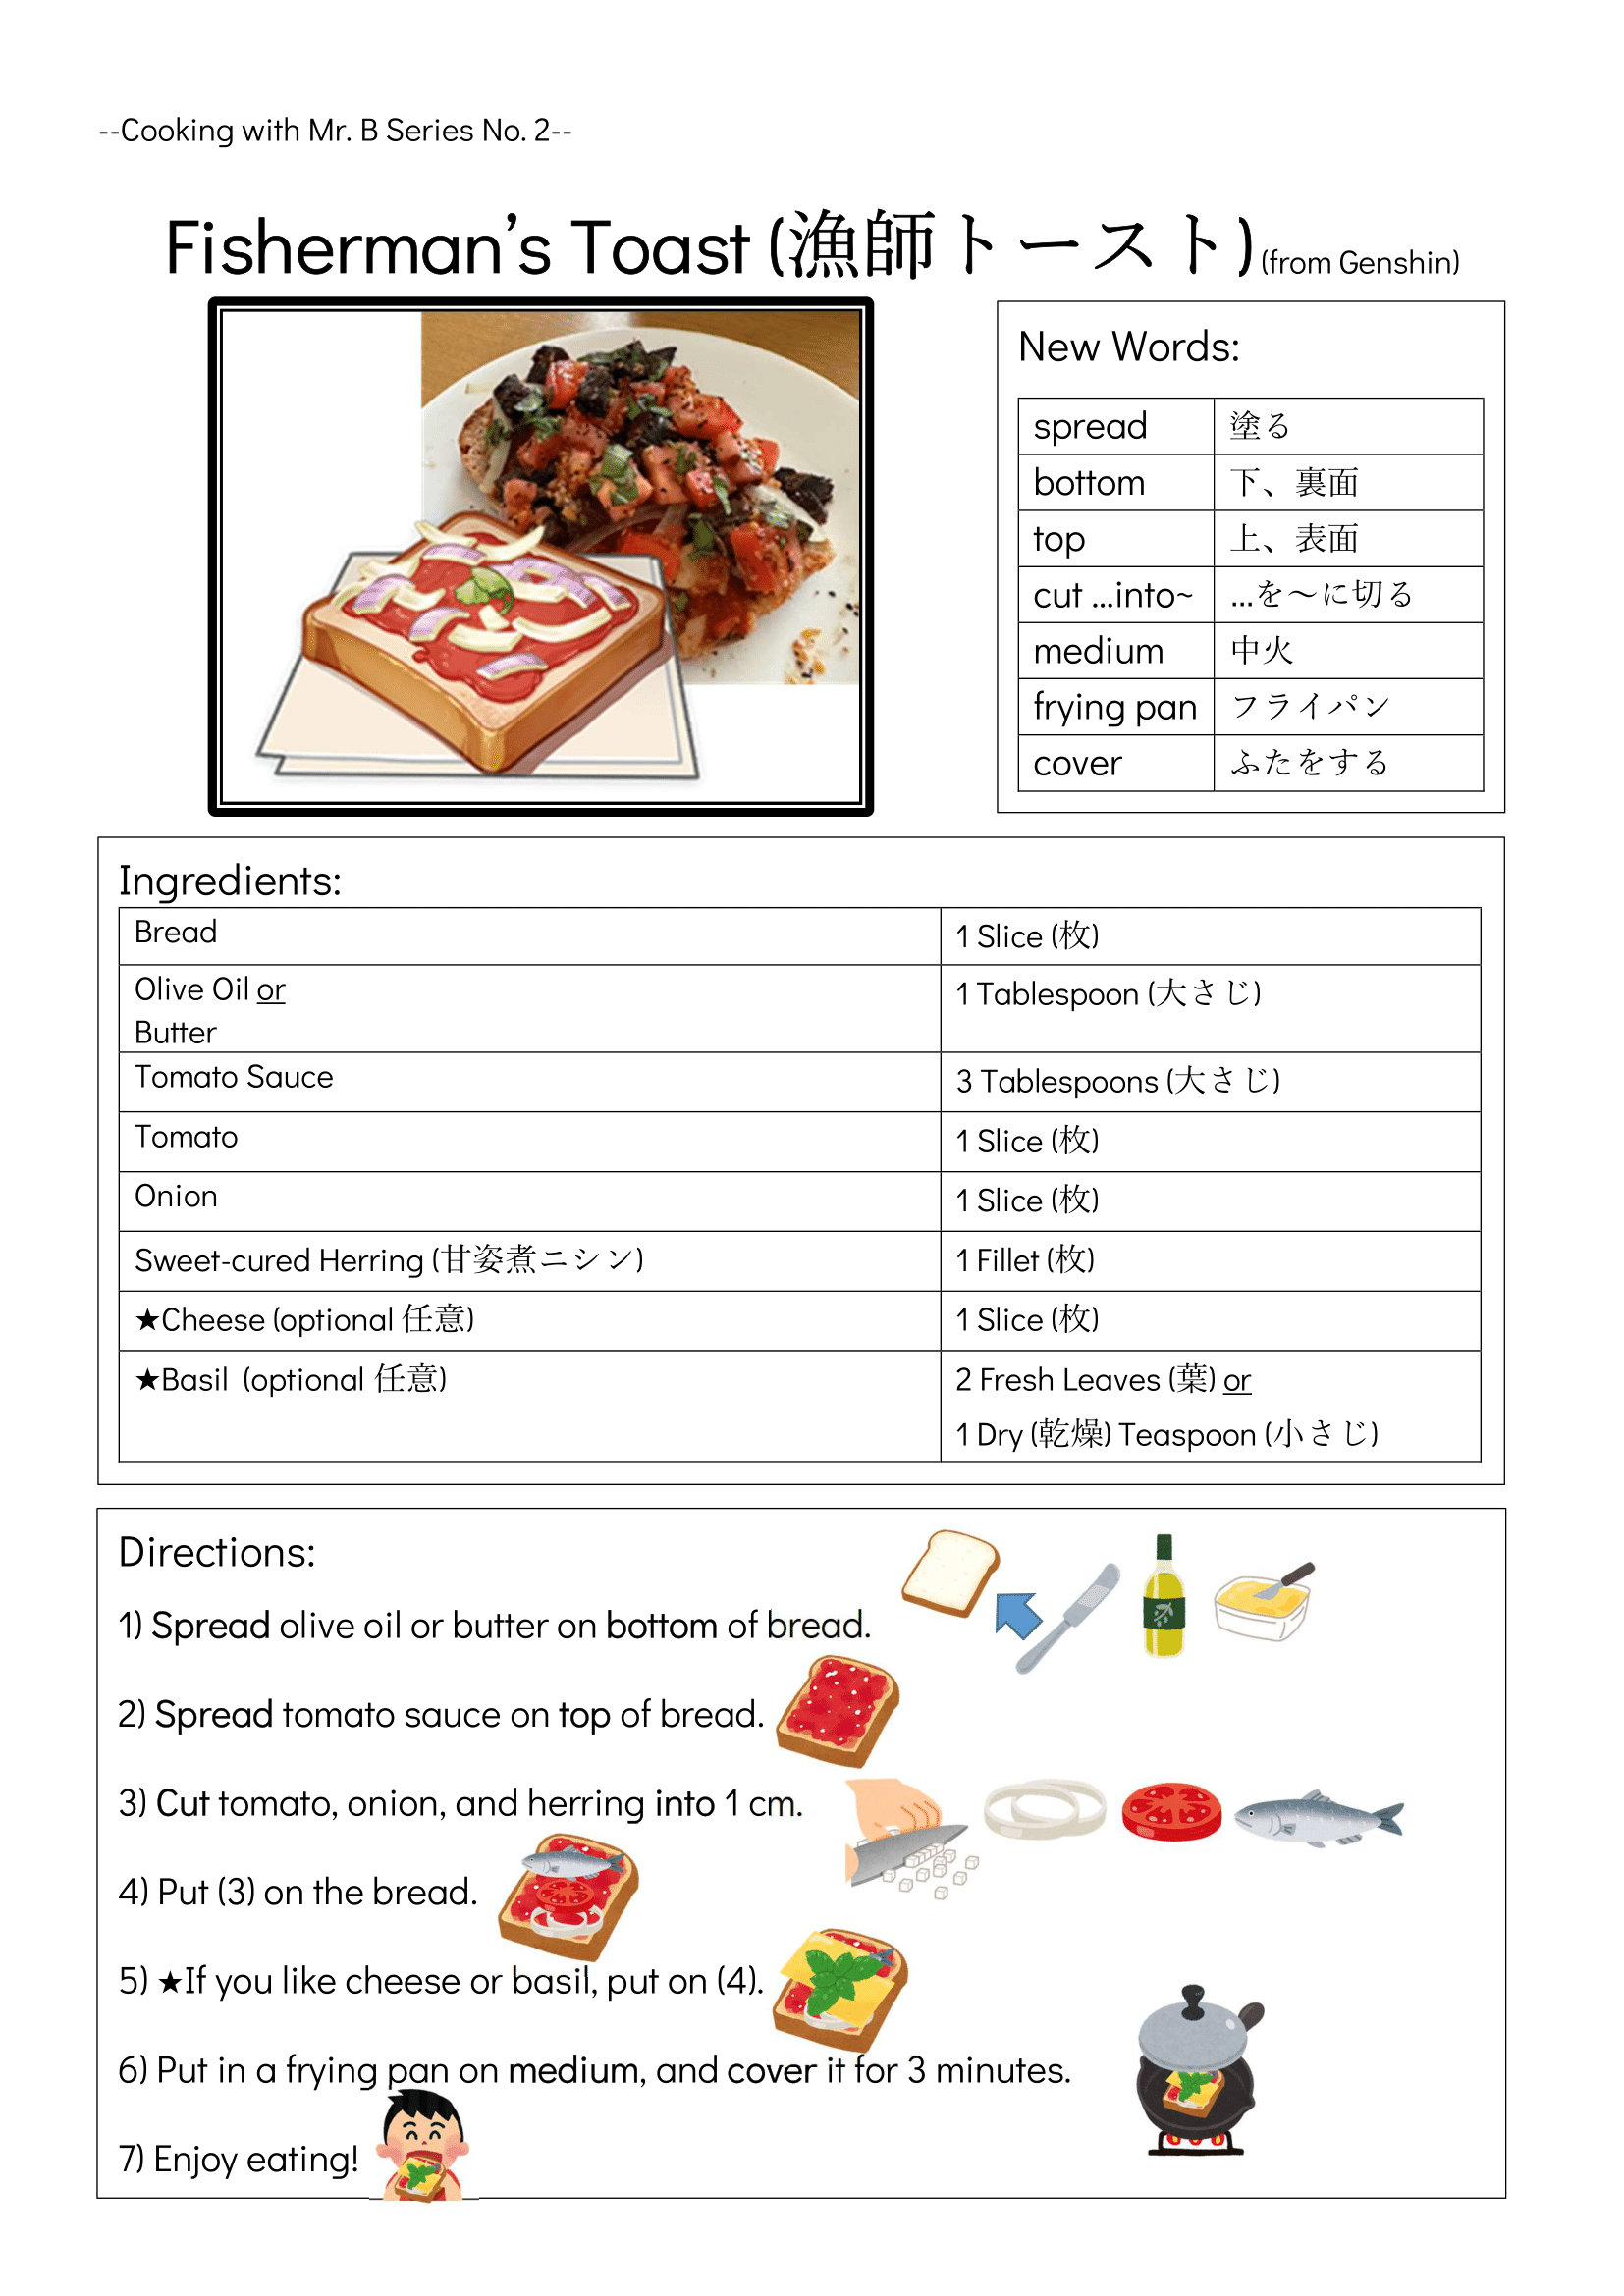 --Cooking with Mr. B Series No. 2--
Fisherman’s Toast (漁師トースト) (from Genshin)
New Words:
spread 塗る
bottom 下、裏面
top 上、表面
cut ...into~ ...を～に切る
medium 中火
frying pan フライパン
cover ふたをする
Ingredients:
Bread 1 Slice (枚)
Olive Oil or 1 Tablespoon (大さじ)
Butter
Tomato Sauce 3 Tablespoons (大さじ)
Tomato 1 Slice (枚)
Onion 1 Slice (枚)
Sweet-cured Herring (甘姿煮ニシン) 1 Fillet (枚)
★Cheese (optional 任意) 1 Slice (枚)
★Basil (optional 任意) 2 Fresh Leaves (葉) or
1 Dry (乾燥) Teaspoon (小さじ)
Directions:
1) Spread olive oil or butter on bottom of bread.
2) Spread tomato sauce on top of bread.
3) Cut tomato, onion, and herring into 1 cm.
4) Put (3) on the bread.
5) ★If you like cheese or basil, put on (4).
6) Put in a frying pan on medium, and cover it for 3 minutes.
7) Enjoy eating!